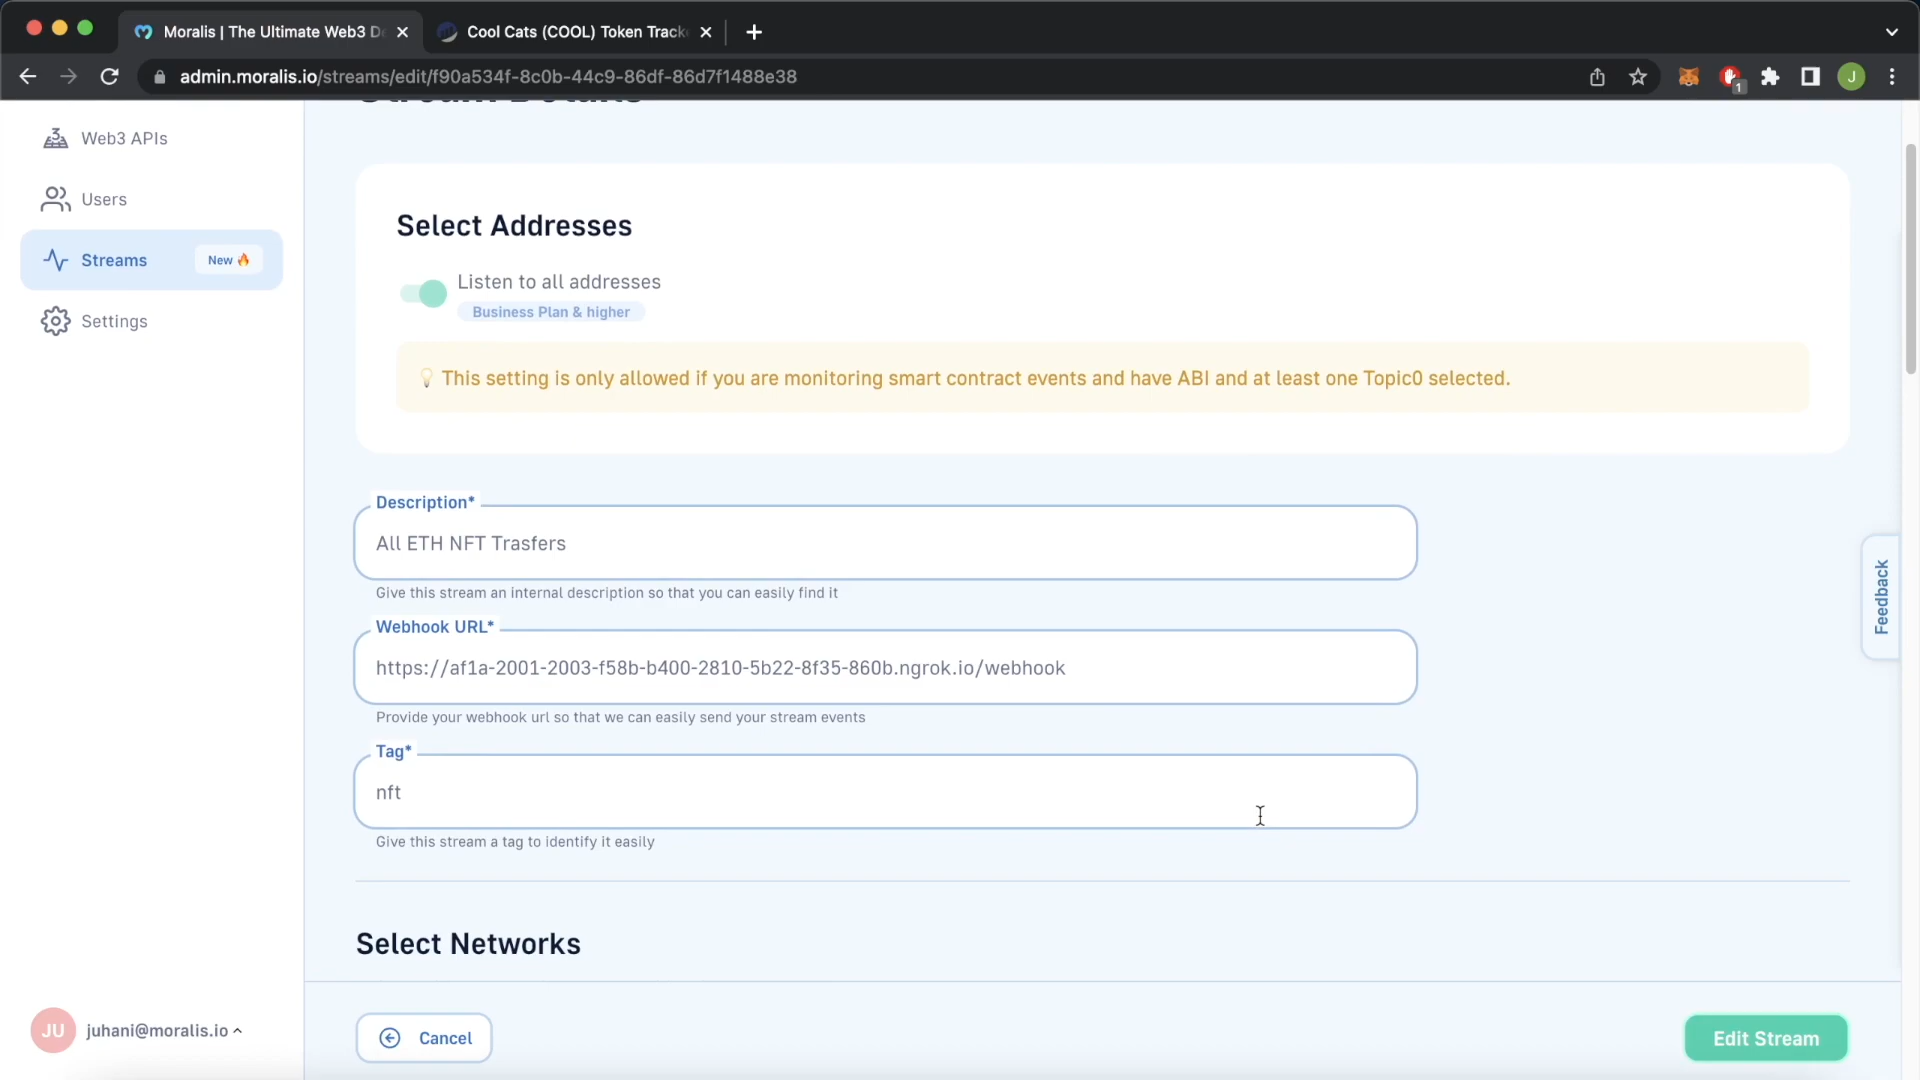 Moralis | The Ultimate Web3 De
Cool Cats (COOL) Token Track
admin.moralis.io/streams/edit/f90a534f-8c0b-44c9-86df-86d7f1488e38
1
J
Stream Details
Web3 APIs
Users
Streams
New
Settings
Select Addresses
Listen to all addresses
Business Plan & higher
This setting is only allowed if you are monitoring smart contract events and have ABI and at least one Topic0 selected.
Description*
All ETH NFT Trasfers
Give this stream an internal description so that you can easily find it
Webhook URL*
https://af1a-2001-2003-f58b-b400-2810-5b22-8f35-860b.ngrok.io/webhook
Provide your webhook url so that we can easily send your stream events
Tag*
nft
Give this stream a tag to identify it easily
Feedback
Select Networks
JU
juhani@moralis.io
Cancel
Edit Stream